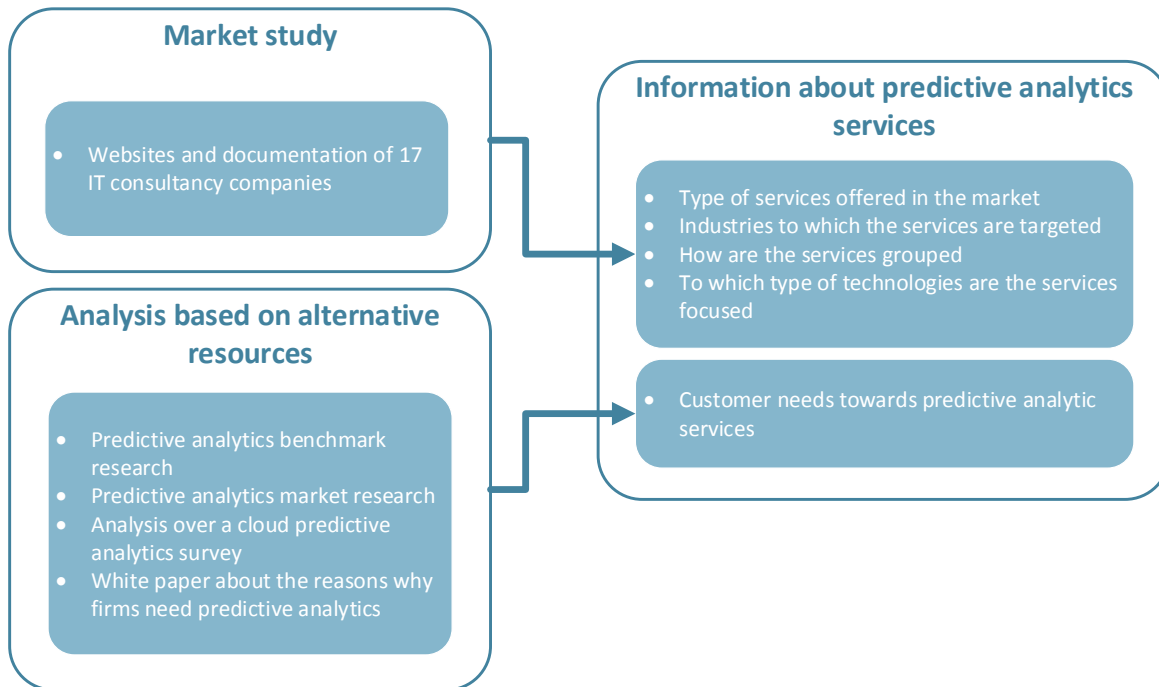 Market study
• Websites and documentation of 17
IT consultancy companies
Analysis based on alternative
resources
• Predictive analytics benchmark
research
• Predictive analytics market research
• Analysis over a cloud predictive
analytics survey
• White paper about the reasons why
firms need predictive analytics
Information about predictive analytics
services
• Type of services offered in the market
• Industries to which the services are targeted
• How are the services grouped
• To which type of technologies are the services
focused
• Customer needs towards predictive analytic
services